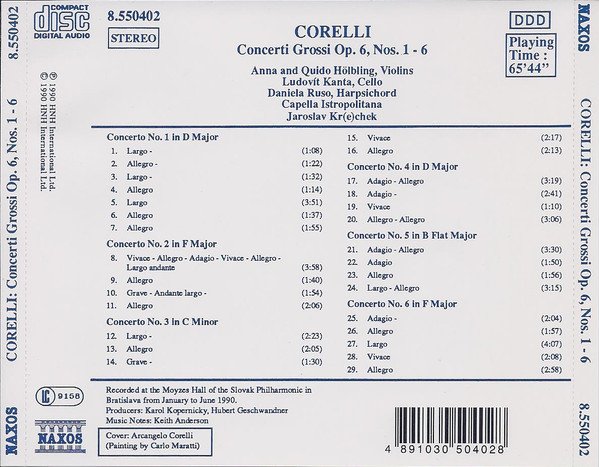 8.550402
COMPACT
disc
DIGITAL AUDIO
8.550402
STEREO
CORELLI
Concerti Grossi Op. 6, Nos. 1 - 6
DDD
Playing
Time :
65'44"
Anna and Quido Hölbling, Violins
Ludovít Kanta, Cello
Daniela Ruso, Harpsichord
Capella Istropolitana
Jaroslav Kr(e)chek
Concerto No. 1 in D Major
1. Largo - (1:08)
2. Allegro - (1:22)
3. Largo - (1:32)
4. Allegro (1:14)
5. Largo (3:51)
6. Allegro (1:37)
7. Allegro (1:55)
Concerto No. 2 in F Major
8. Vivace - Allegro - Adagio - Vivace - Allegro -
Largo andante (3:58)
9. Allegro (1:40)
10. Grave - Andante largo - (1:54)
11. Allegro (2:06)
Concerto No. 3 in C Minor
12. Largo - (2:23)
13. Allegro (2:05)
14. Grave - (1:30)
15. Vivace (2:17)
16. Allegro (2:13)
Concerto No. 4 in D Major
17. Adagio - Allegro (3:19)
18. Adagio - (2:41)
19. Vivace (1:10)
20. Allegro - Allegro (3:06)
Concerto No. 5 in B Flat Major
21. Adagio - Allegro (3:30)
22. Adagio (1:50)
23. Allegro (1:56)
24. Largo - Allegro (3:15)
Concerto No. 6 in F Major
25. Adagio - (2:04)
26. Allegro (1:57)
27. Largo (4:07)
28. Vivace (2:08)
29. Allegro (2:58)
Recorded at the Moyzes Hall of the Slovak Philharmonic in
Bratislava from January to June 1990.
Producers: Karol Kopernicky, Hubert Geschwandner
Music Notes: Keith Anderson
Cover: Arcangelo Corelli
(Painting by Carlo Maratti)
LC 9158
NAXOS
4 891030 504028
℗ 1990 HNH International Ltd.
© 1990 HNH International Ltd.
NAXOS CORELLI: Concerti Grossi Op. 6, Nos. 1 - 6
NAXOS CORELLI: Concerti Grossi Op. 6, Nos. 1 - 6 8.550402